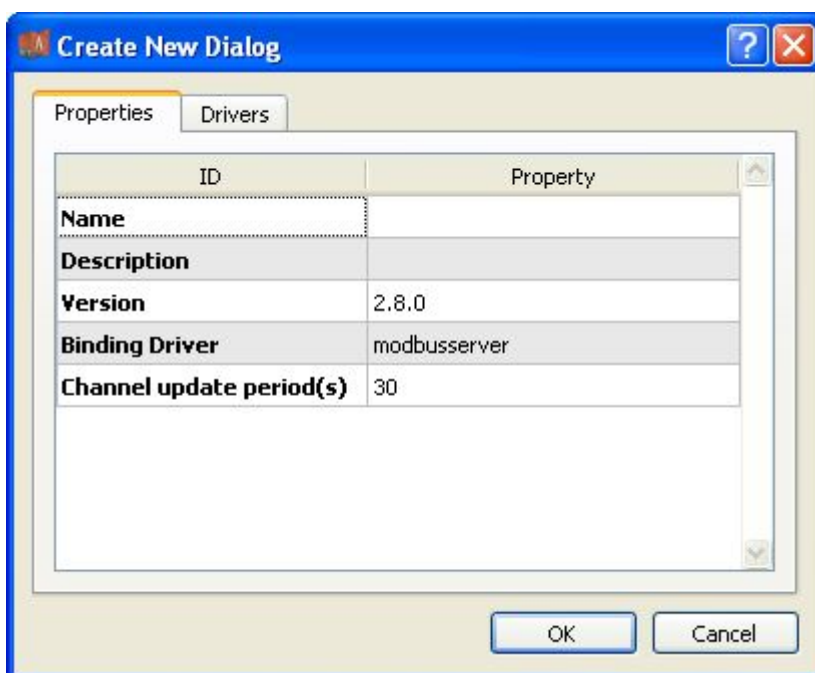 Create New Dialog
Properties Drivers
ID Property
Name
Description
Version 2.8.0
Binding Driver modbusserver
Channel update period(s) 30
OK Cancel